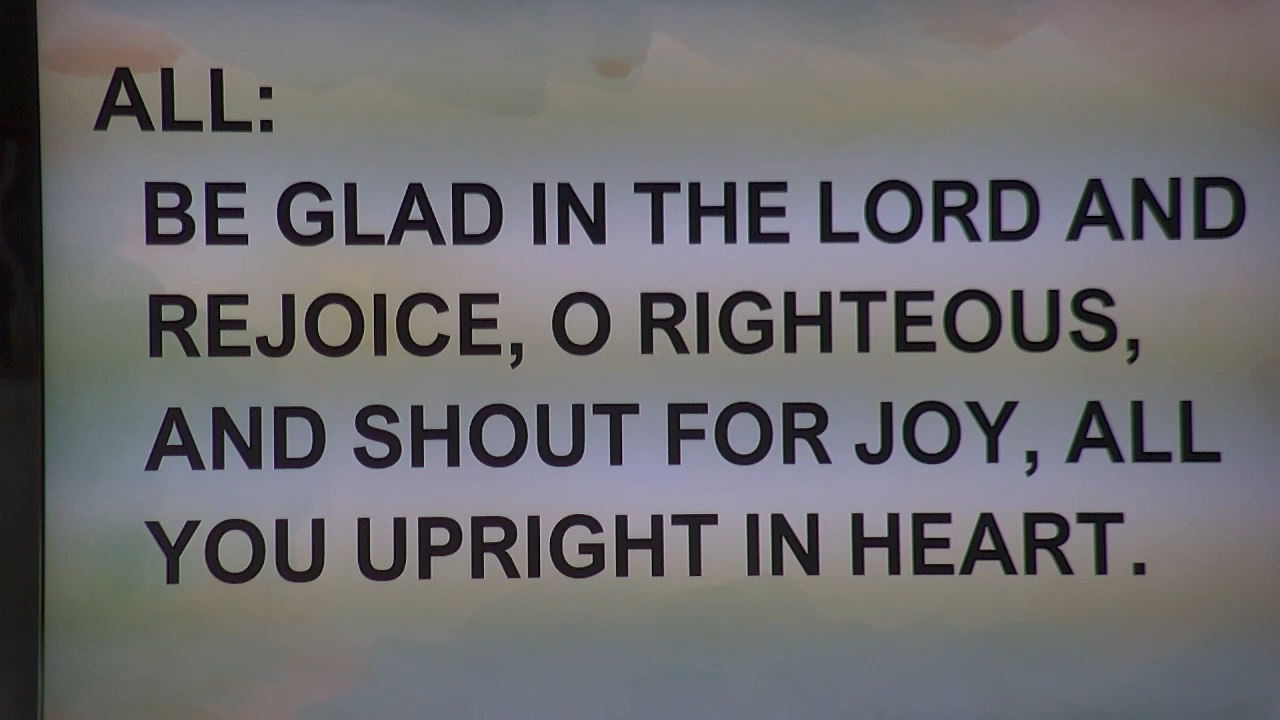 ALL:
BE GLAD IN THE LORD AND
REJOICE, O RIGHTEOUS,
AND SHOUT FOR JOY, ALL
YOU UPRIGHT IN HEART.